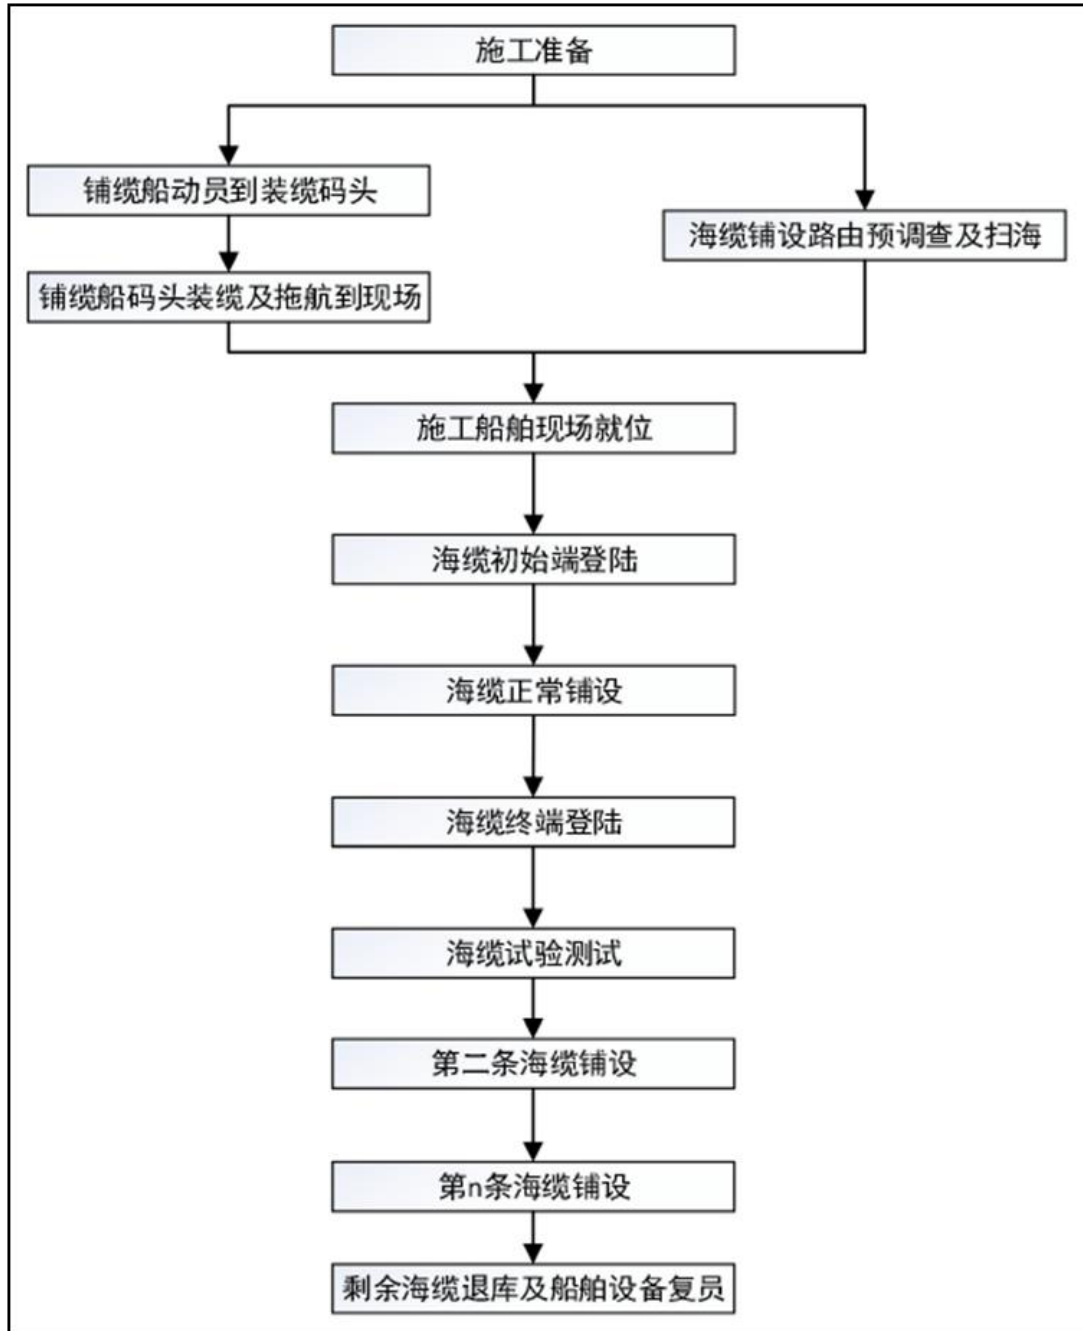 施工准备
铺缆船动员到装缆码头
海缆铺设路由预调查及扫海
铺缆船码头装缆及拖航到现场
施工船舶现场就位
海缆初始端登陆
海缆正常铺设
海缆终端登陆
海缆试验测试
第二条海缆铺设
第n条海缆铺设
剩余海缆退库及船舶设备复员